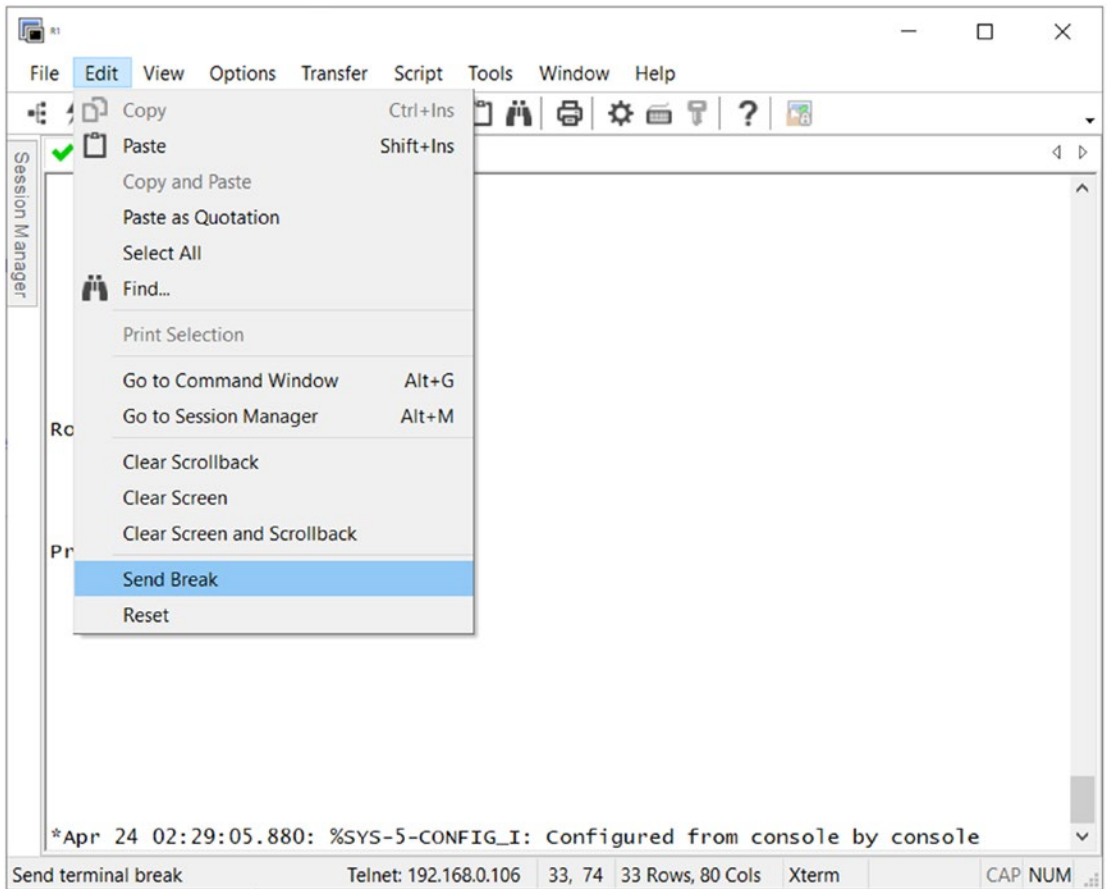 R1
File Edit View Options Transfer Script Tools Window Help
Copy Ctrl+Ins
Paste Shift+Ins
Copy and Paste
Paste as Quotation
Select All
Find...
Print Selection
Go to Command Window Alt+G
Go to Session Manager Alt+M
Clear Scrollback
Clear Screen
Clear Screen and Scrollback
Send Break
Reset
Session Manager
Ro
Pr
*Apr 24 02:29:05.880: %SYS-5-CONFIG_I: Configured from console by console
Send terminal break Telnet: 192.168.0.106 33, 74 33 Rows, 80 Cols Xterm CAP NUM